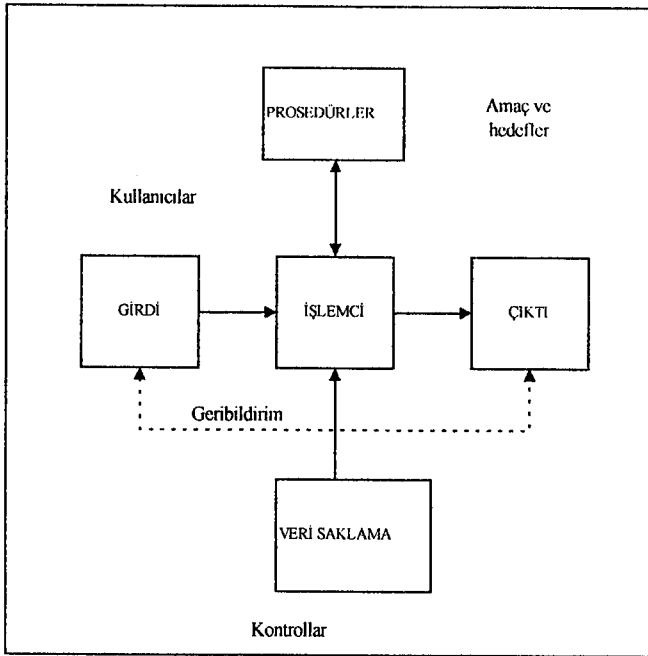 PROSEDÜRLER
Amaç ve
hedefler
Kullanıcılar
GİRDİ
İŞLEMCİ
ÇIKTI
Geribildirim
VERİ SAKLAMA
Kontrollar